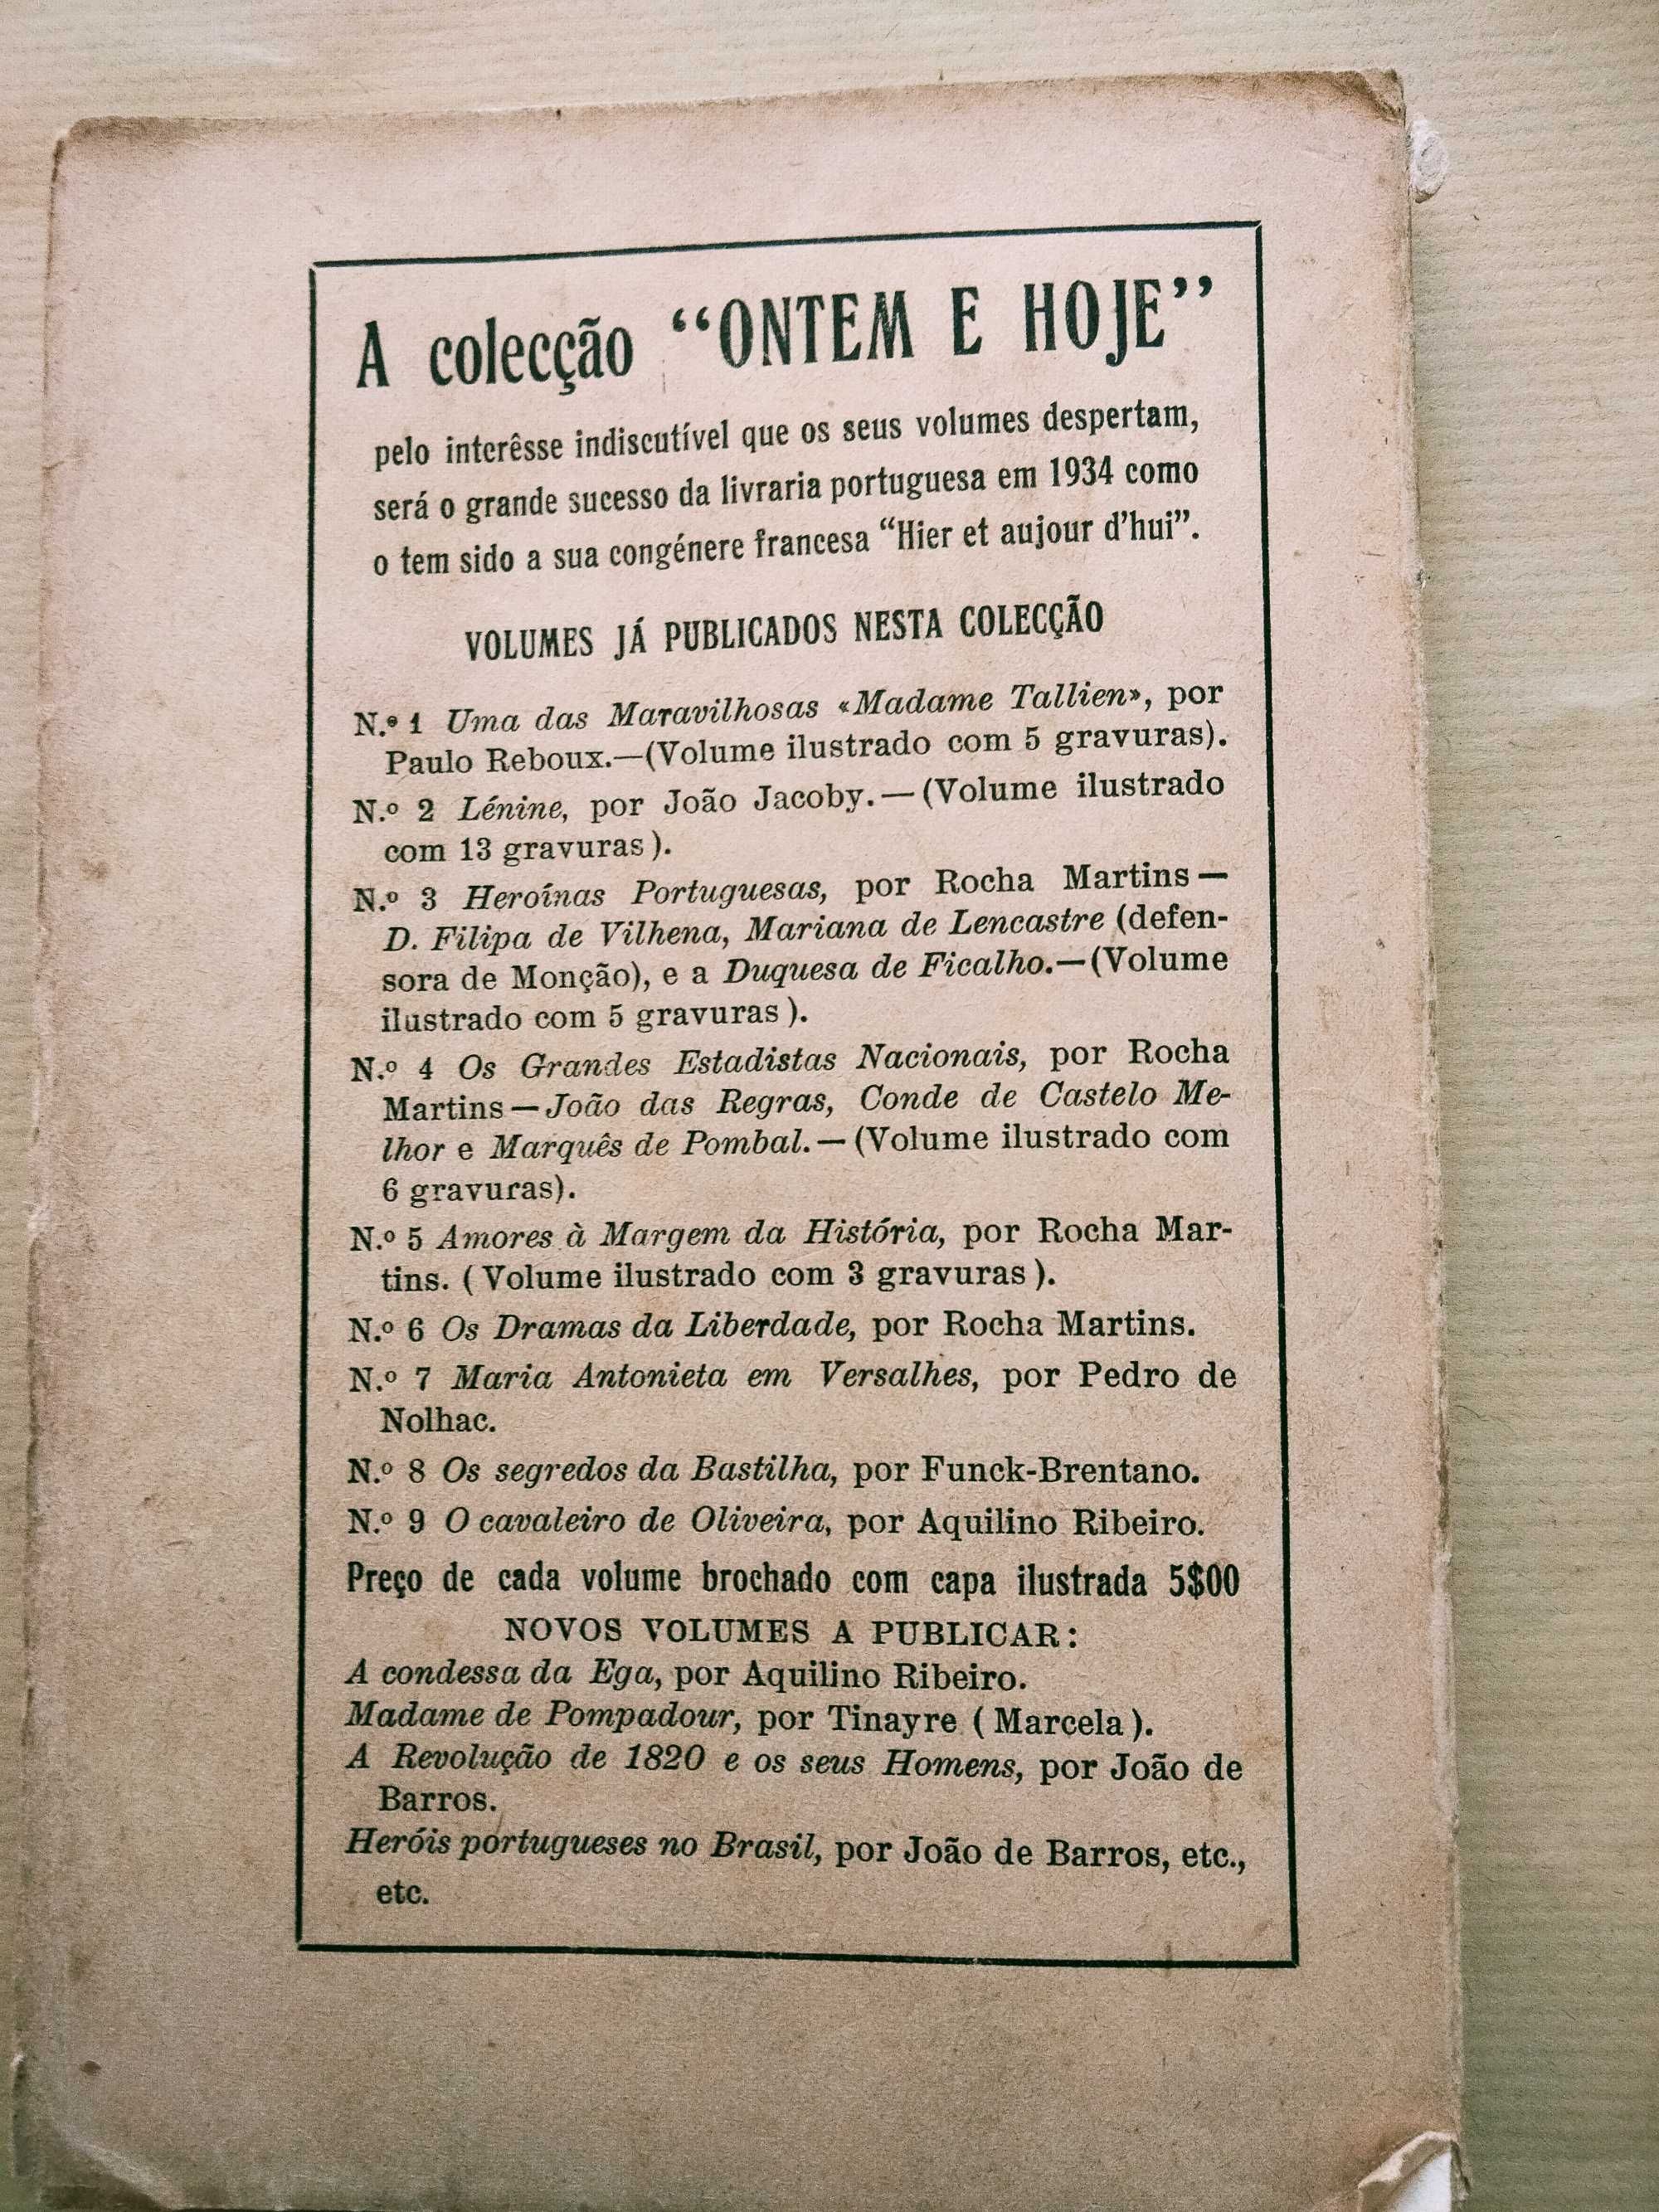 A colecção “ONTEM E HOJE”
pelo interêsse indiscutível que os seus volumes despertam,
será o grande sucesso da livraria portuguesa em 1934 como
o tem sido a sua congénere francesa “Hier et aujour d’hui”.
VOLUMES JÁ PUBLICADOS NESTA COLECÇÃO
N.º 1 Uma das Maravilhosas «Madame Tallien», por
Paulo Reboux.—(Volume ilustrado com 5 gravuras).
N.º 2 Lénine, por João Jacoby.—(Volume ilustrado
com 13 gravuras).
N.º 3 Heroínas Portuguesas, por Rocha Martins—
D. Filipa de Vilhena, Mariana de Lencastre (defen-
sora de Monção), e a Duquesa de Ficalho.—(Volume
ilustrado com 5 gravuras).
N.º 4 Os Grandes Estadistas Nacionais, por Rocha
Martins—João das Regras, Conde de Castelo Me-
lhor e Marquês de Pombal.—(Volume ilustrado com
6 gravuras).
N.º 5 Amores à Margem da História, por Rocha Mar-
tins. (Volume ilustrado com 3 gravuras).
N.º 6 Os Dramas da Liberdade, por Rocha Martins.
N.º 7 Maria Antonieta em Versalhes, por Pedro de
Nolhac.
N.º 8 Os segredos da Bastilha, por Funck-Brentano.
N.º 9 O cavaleiro de Oliveira, por Aquilino Ribeiro.
Preço de cada volume brochado com capa ilustrada 5$00
NOVOS VOLUMES A PUBLICAR:
A condessa da Ega, por Aquilino Ribeiro.
Madame de Pompadour, por Tinayre (Marcela).
A Revolução de 1820 e os seus Homens, por João de
Barros.
Heróis portugueses no Brasil, por João de Barros, etc.,
etc.